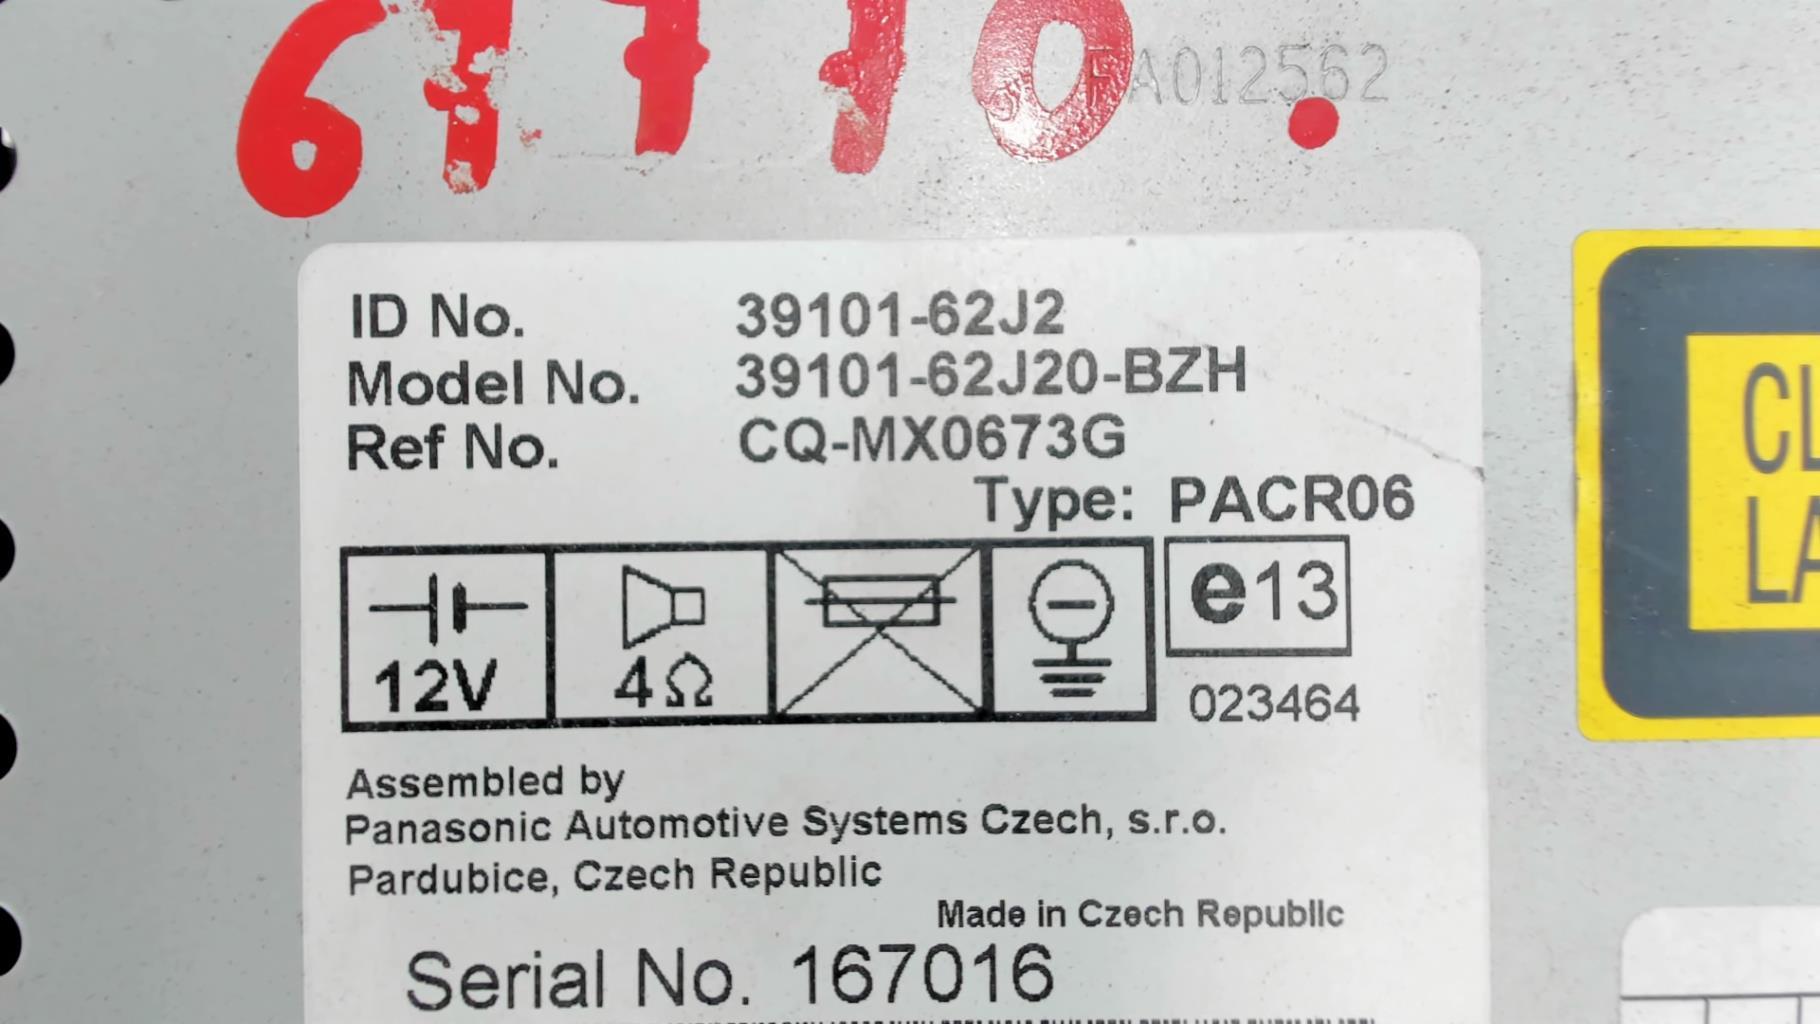 61710.
FA012562
ID No. 39101-62J2
Model No. 39101-62J20-BZH
Ref No. CQ-MX0673G
Type: PACR06
12V
4Ω
e13
023464
Assembled by
Panasonic Automotive Systems Czech, s.r.o.
Pardubice, Czech Republic
Made in Czech Republic
Serial No. 167016
CL
LA